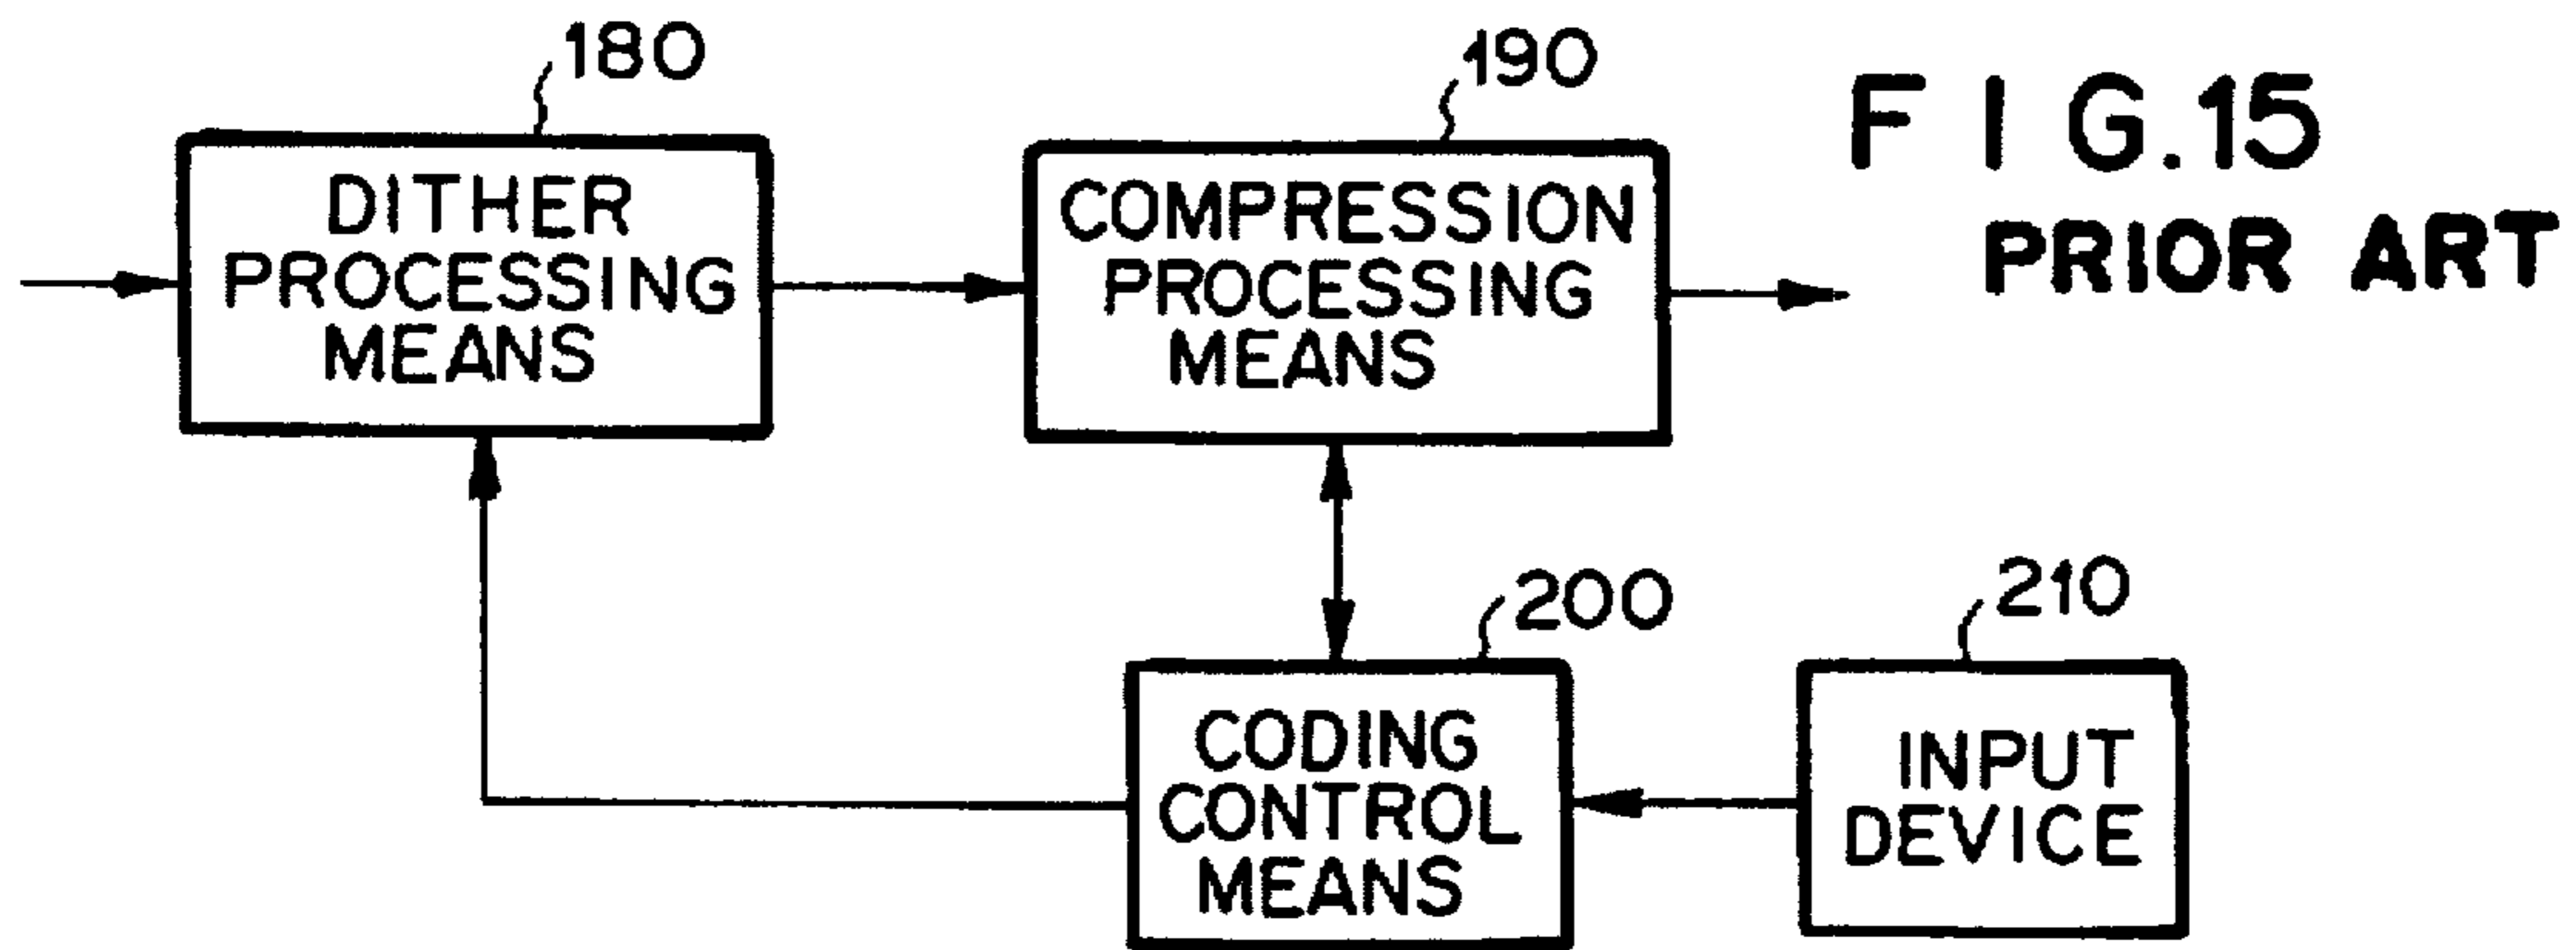 180
190
F I G.15
PRIOR ART
DITHER
PROCESSING
MEANS
COMPRESSION
PROCESSING
MEANS
200
210
CODING
CONTROL
MEANS
INPUT
DEVICE